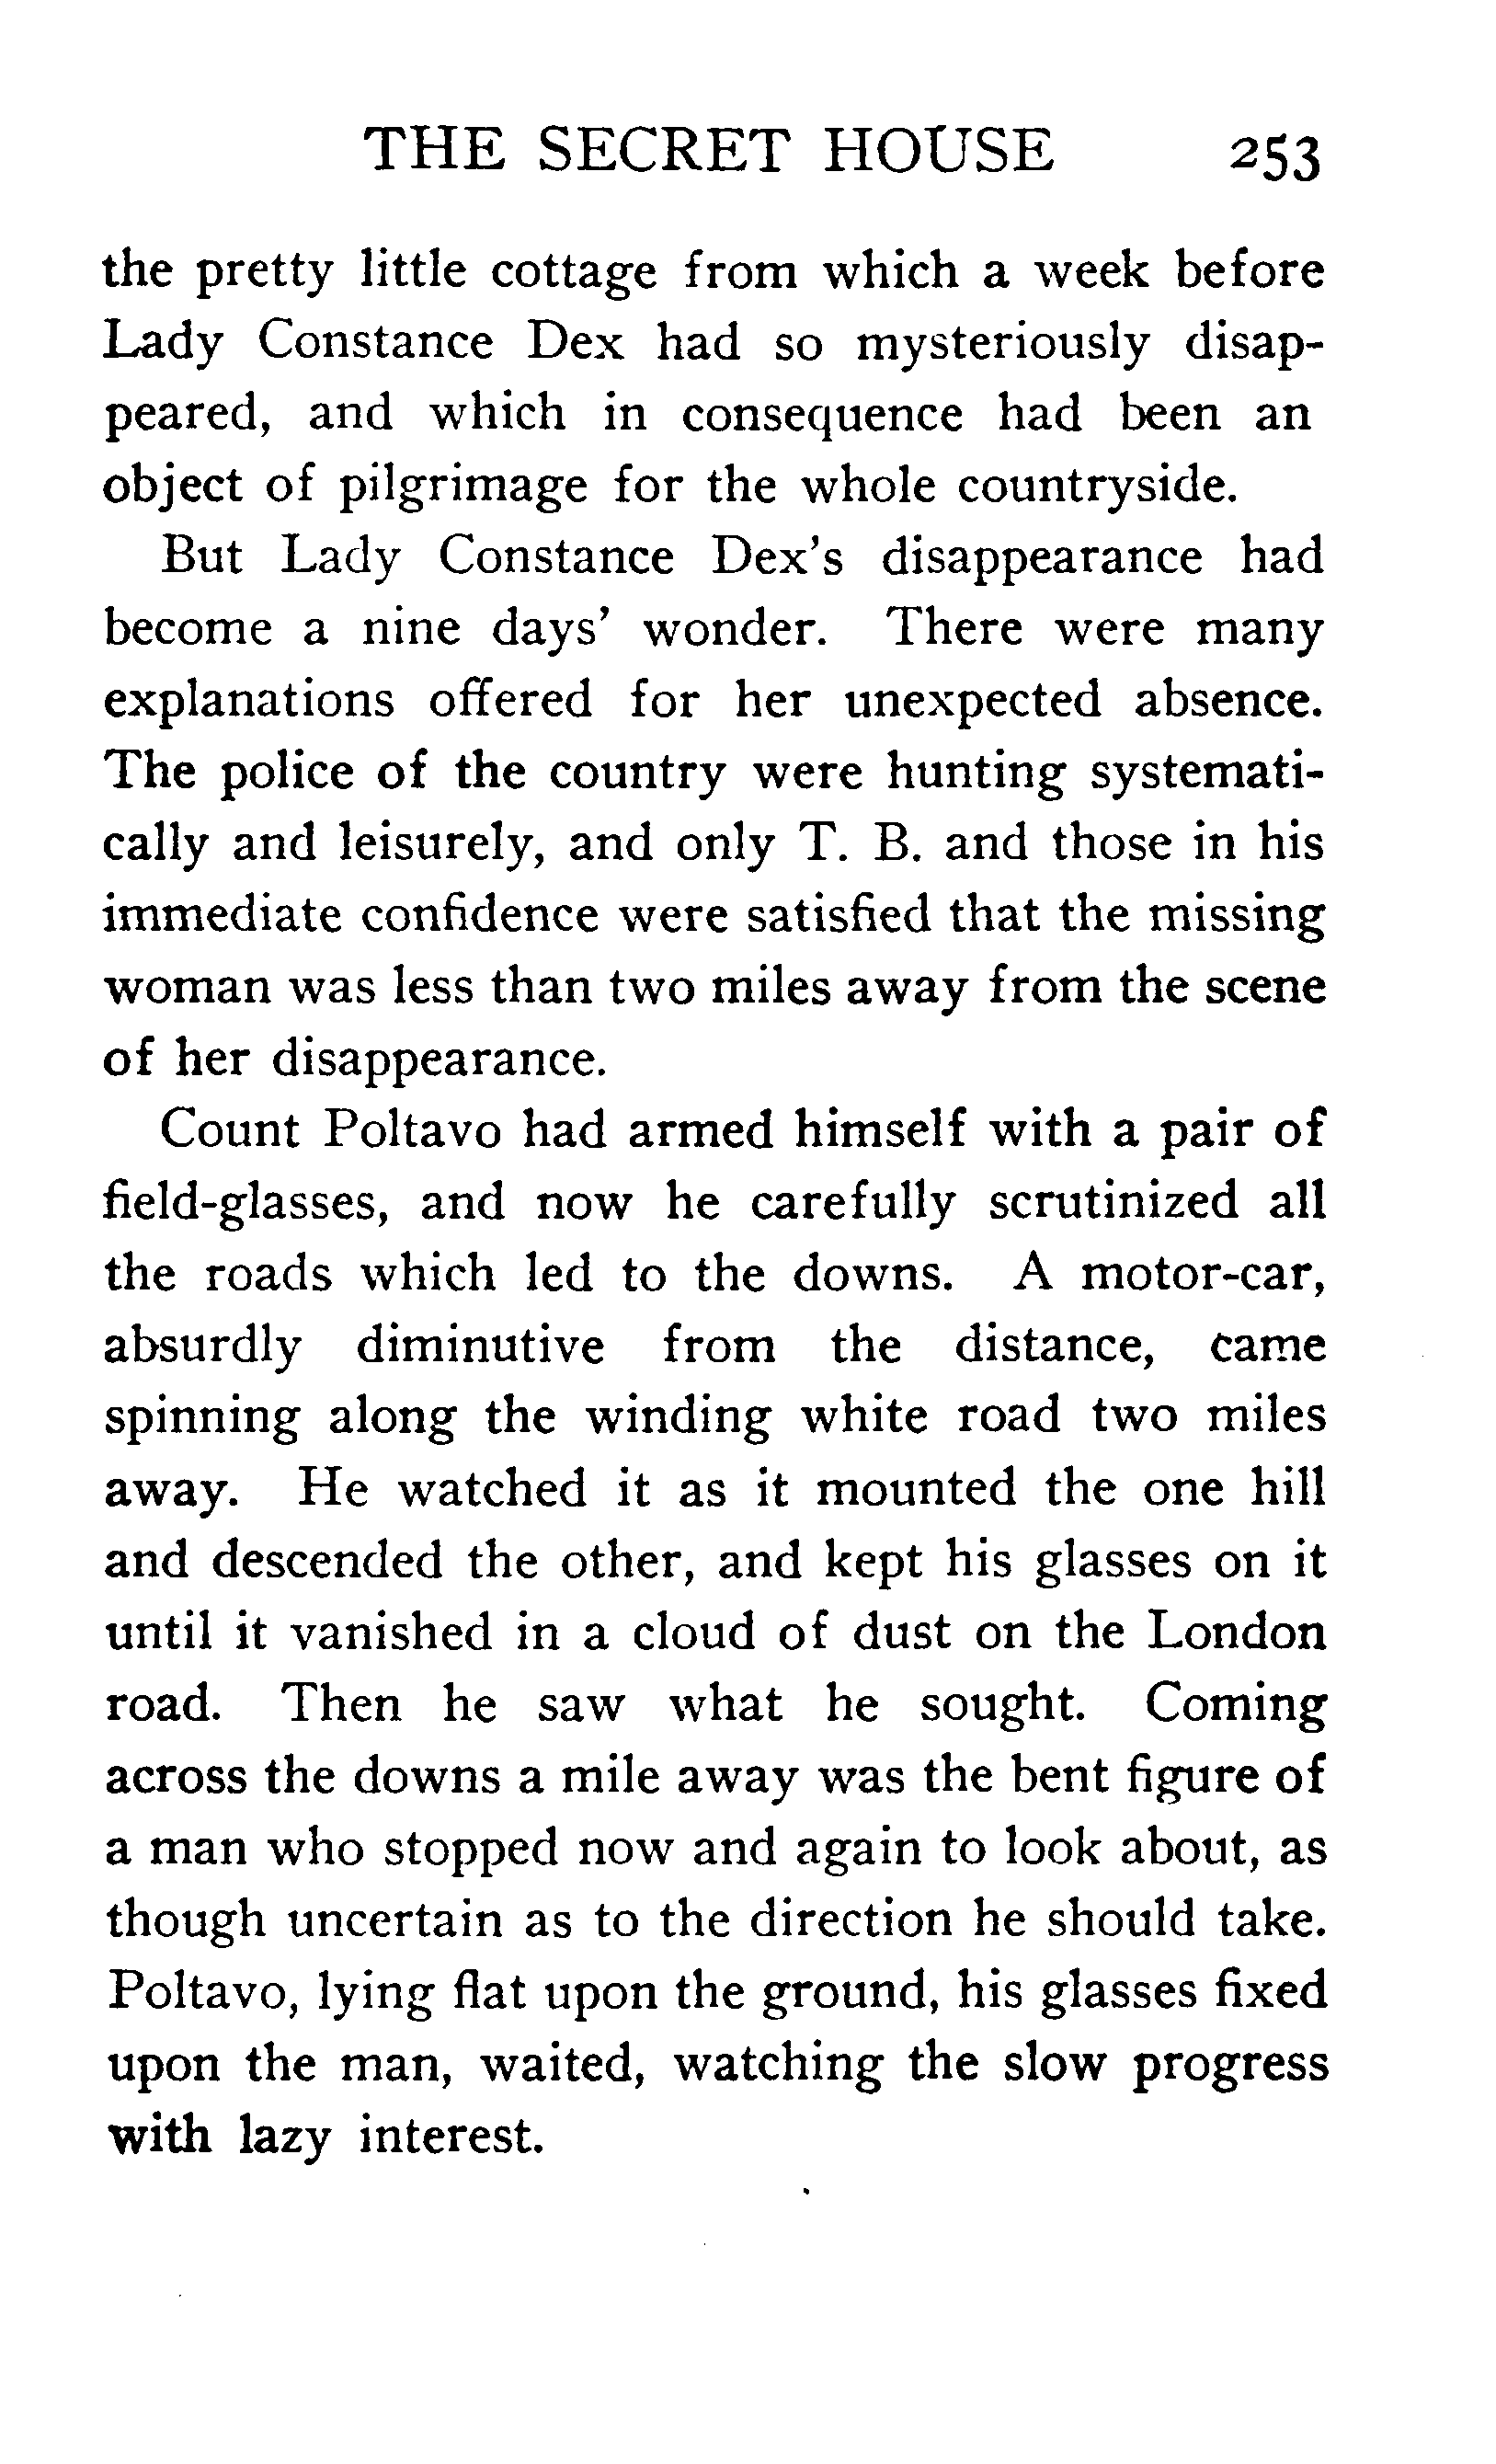 THE SECRET HOUSE 253
the pretty little cottage from which a week before
Lady Constance Dex had so mysteriously disap-
peared, and which in consequence had been an
object of pilgrimage for the whole countryside.
But Lady Constance Dex's disappearance had
become a nine days' wonder. There were many
explanations offered for her unexpected absence.
The police of the country were hunting systemati-
cally and leisurely, and only T. B. and those in his
immediate confidence were satisfied that the missing
woman was less than two miles away from the scene
of her disappearance.
Count Poltavo had armed himself with a pair of
field-glasses, and now he carefully scrutinized all
the roads which led to the downs. A motor-car,
absurdly diminutive from the distance, came
spinning along the winding white road two miles
away. He watched it as it mounted the one hill
and descended the other, and kept his glasses on it
until it vanished in a cloud of dust on the London
road. Then he saw what he sought. Coming
across the downs a mile away was the bent figure of
a man who stopped now and again to look about, as
though uncertain as to the direction he should take.
Poltavo, lying flat upon the ground, his glasses fixed
upon the man, waited, watching the slow progress
with lazy interest.